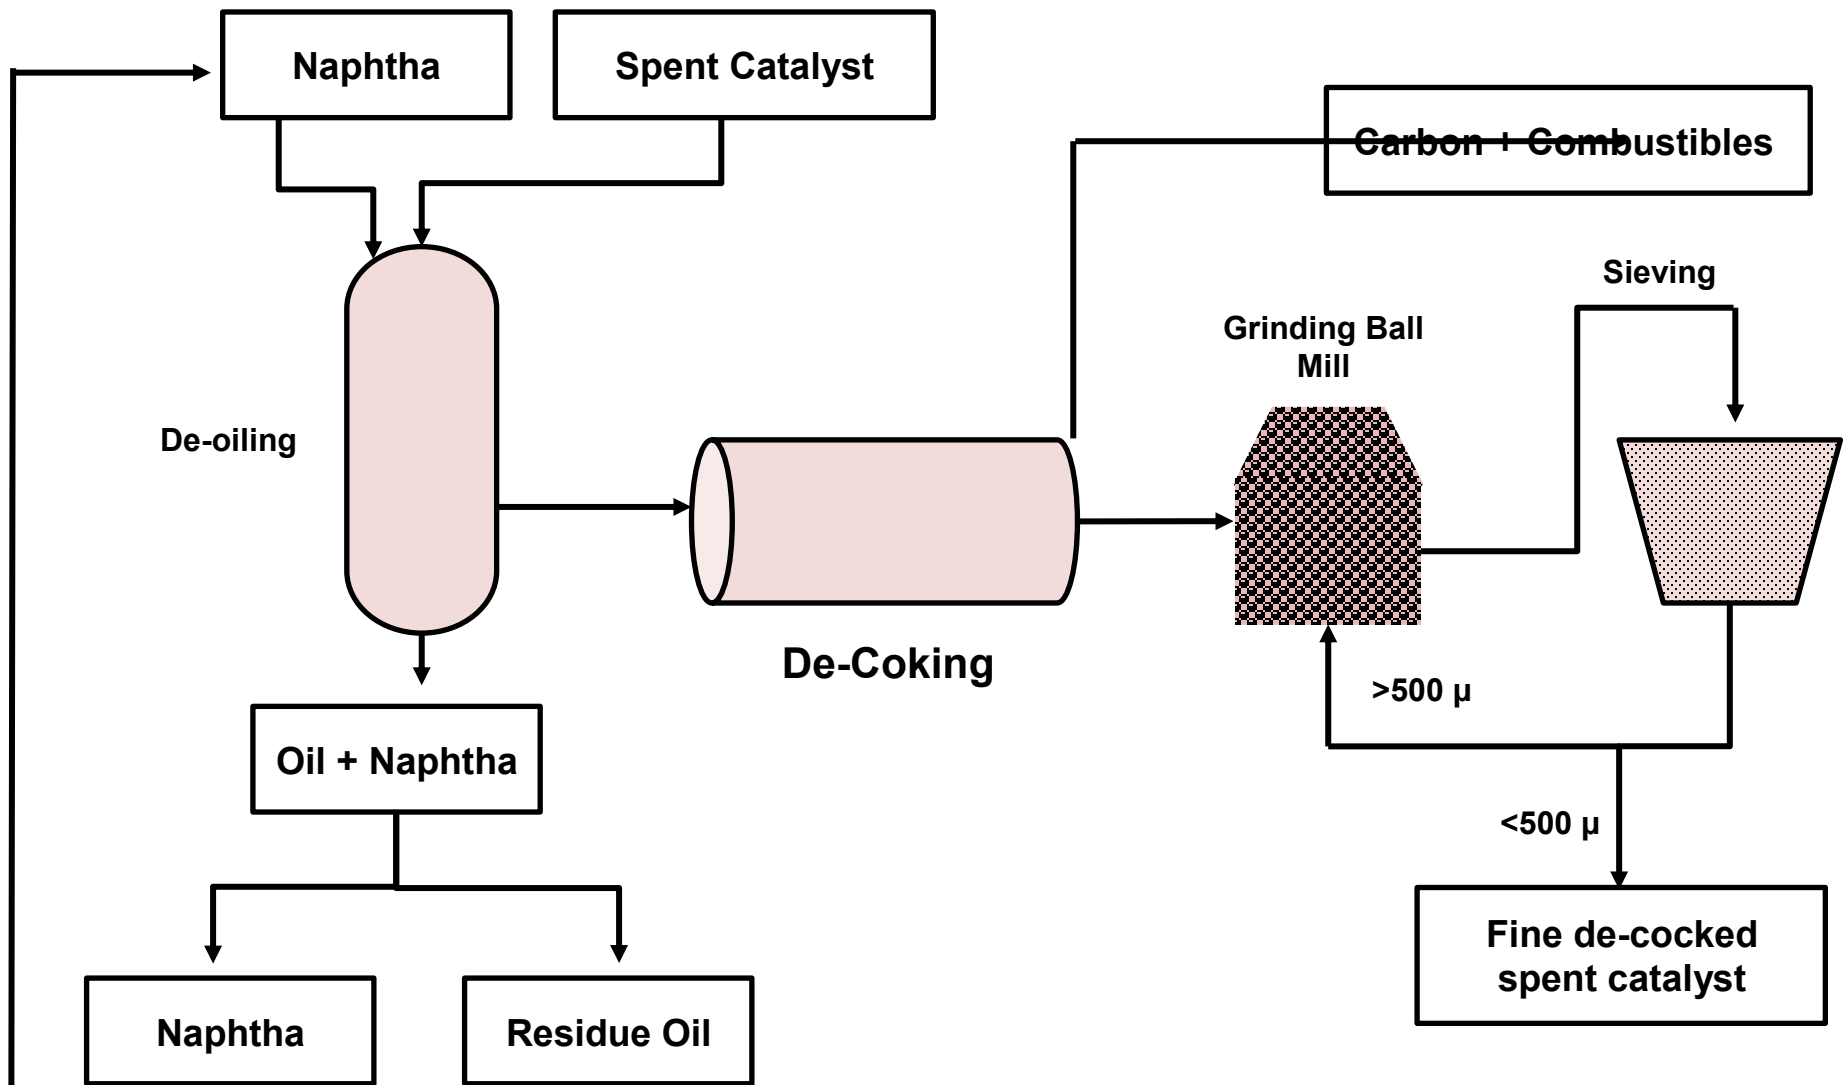 Naphtha
Spent Catalyst
Carbon + Combustibles
Sieving
Grinding Ball
Mill
De-oiling
De-Coking
>500 µ
Oil + Naphtha
<500 µ
Fine de-cocked
spent catalyst
Naphtha
Residue Oil